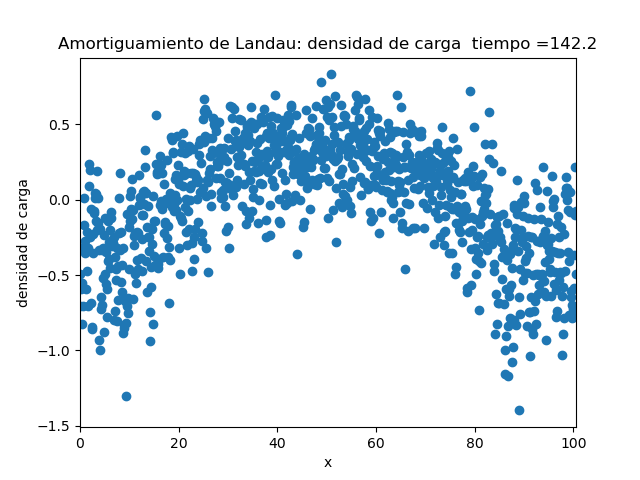 Amortiguamiento de Landau: densidad de carga  tiempo =142.2
densidad de carga
0.5
0.0
−0.5
−1.0
−1.5
0 20 40 60 80 100
x